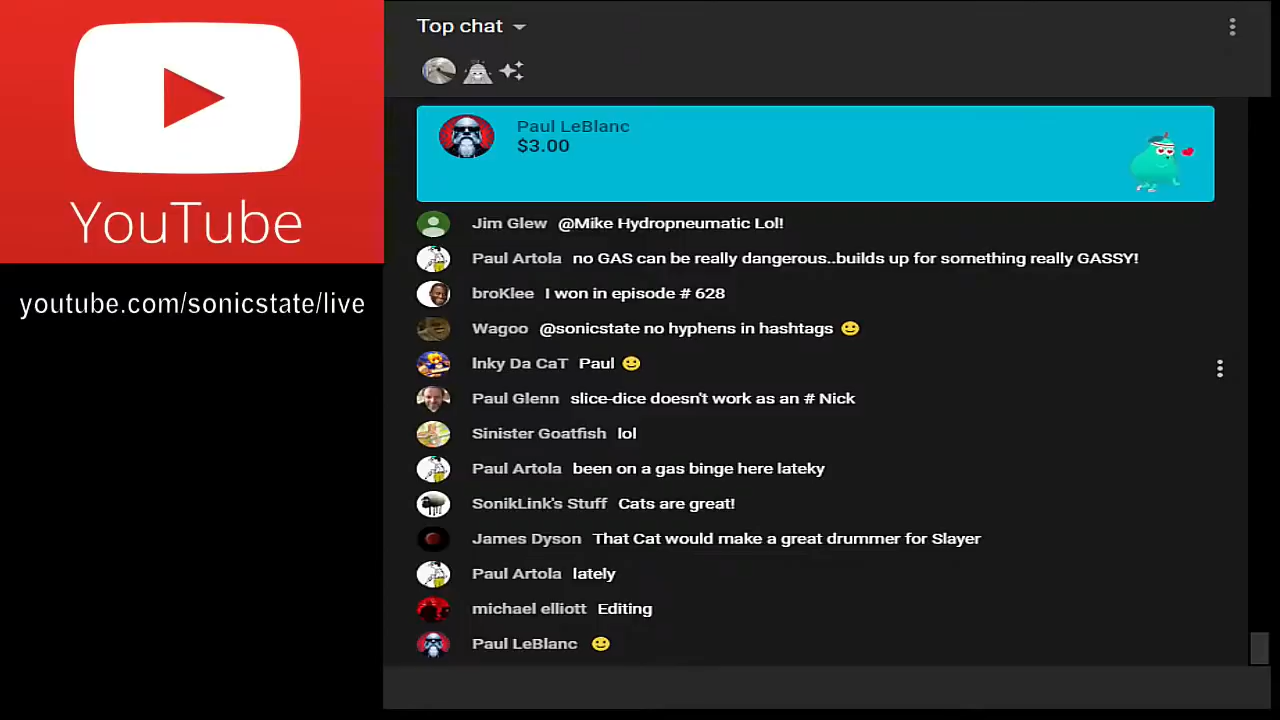 YouTube
youtube.com/sonicstate/live
Top chat
Paul LeBlanc
$3.00
Jim Glew @Mike Hydropneumatic Lol!
Paul Artola no GAS can be really dangerous..builds up for something really GASSY!
broKlee I won in episode # 628
Wagoo @sonicstate no hyphens in hashtags 🙂
lnky Da CaT Paul 🙂
Paul Glenn slice-dice doesn't work as an # Nick
Sinister Goatfish lol
Paul Artola been on a gas binge here lateky
SonikLink's Stuff Cats are great!
James Dyson That Cat would make a great drummer for Slayer
Paul Artola lately
michael elliott Editing
Paul LeBlanc 🙂